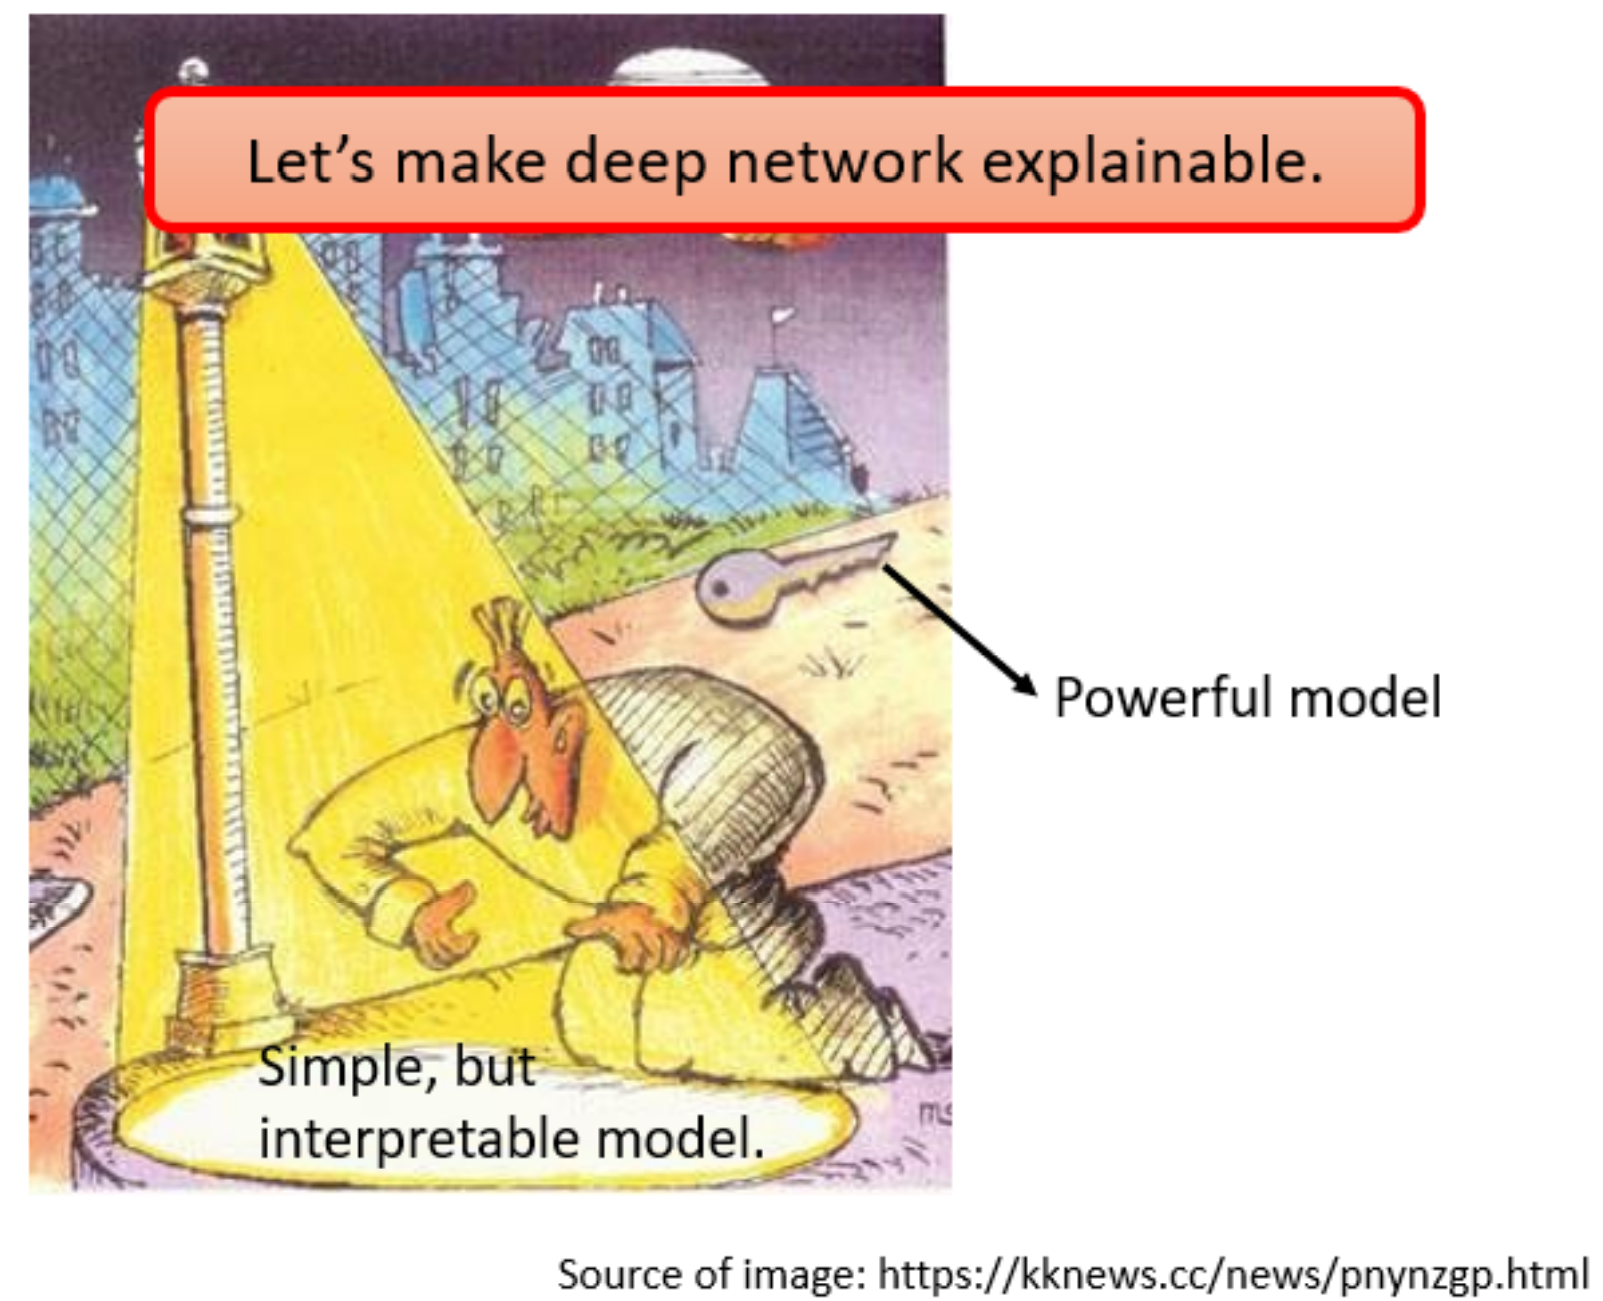 Let's make deep network explainable.
Powerful model
Simple, but
interpretable model.
Source of image: https://kknews.cc/news/pnynzgp.html